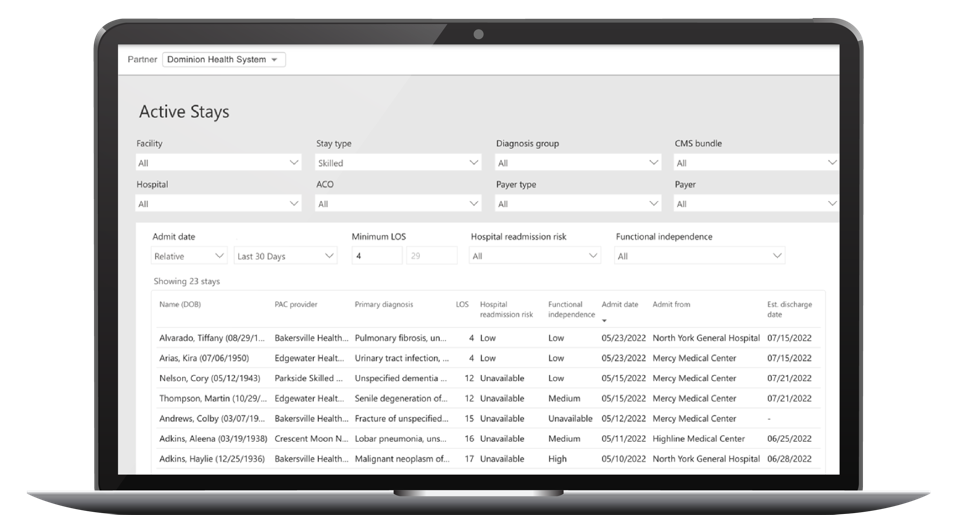 Partner Dominion Health System
Active Stays
Facility Stay type Diagnosis group CMS bundle
All Skilled All All
Hospital ACO Payer type Payer
All All All All
Admit date Minimum LOS Hospital readmission risk Functional independence
Relative Last 30 Days 4 29 All All
Showing 23 stays
Name (DOB) PAC provider Primary diagnosis LOS Hospital readmission risk Functional independence Admit date Admit from Est. discharge date
Alvarado, Tiffany (08/29/1... Bakersville Health... Pulmonary fibrosis, un... 4 Low Low 05/23/2022 North York General Hospital 07/15/2022
Arias, Kira (07/06/1950) Edgewater Healt... Urinary tract infection, ... 4 Low Low 05/23/2022 Mercy Medical Center 07/15/2022
Nelson, Cory (05/12/1943) Parkside Skilled ... Unspecified dementia ... 12 Unavailable Low 05/15/2022 Mercy Medical Center 07/21/2022
Thompson, Martin (10/29/... Edgewater Healt... Senile degeneration of... 12 Unavailable Medium 05/15/2022 Mercy Medical Center 07/21/2022
Andrews, Colby (03/07/19... Bakersville Health... Fracture of unspecified... 15 Unavailable Unavailable 05/12/2022 Mercy Medical Center -
Adkins, Aleena (03/19/1938) Crescent Moon N... Lobar pneumonia, uns... 16 Unavailable Medium 05/11/2022 Highline Medical Center 06/25/2022
Adkins, Haylie (12/25/1936) Bakersville Health... Malignant neoplasm of... 17 Unavailable High 05/10/2022 North York General Hospital 06/28/2022